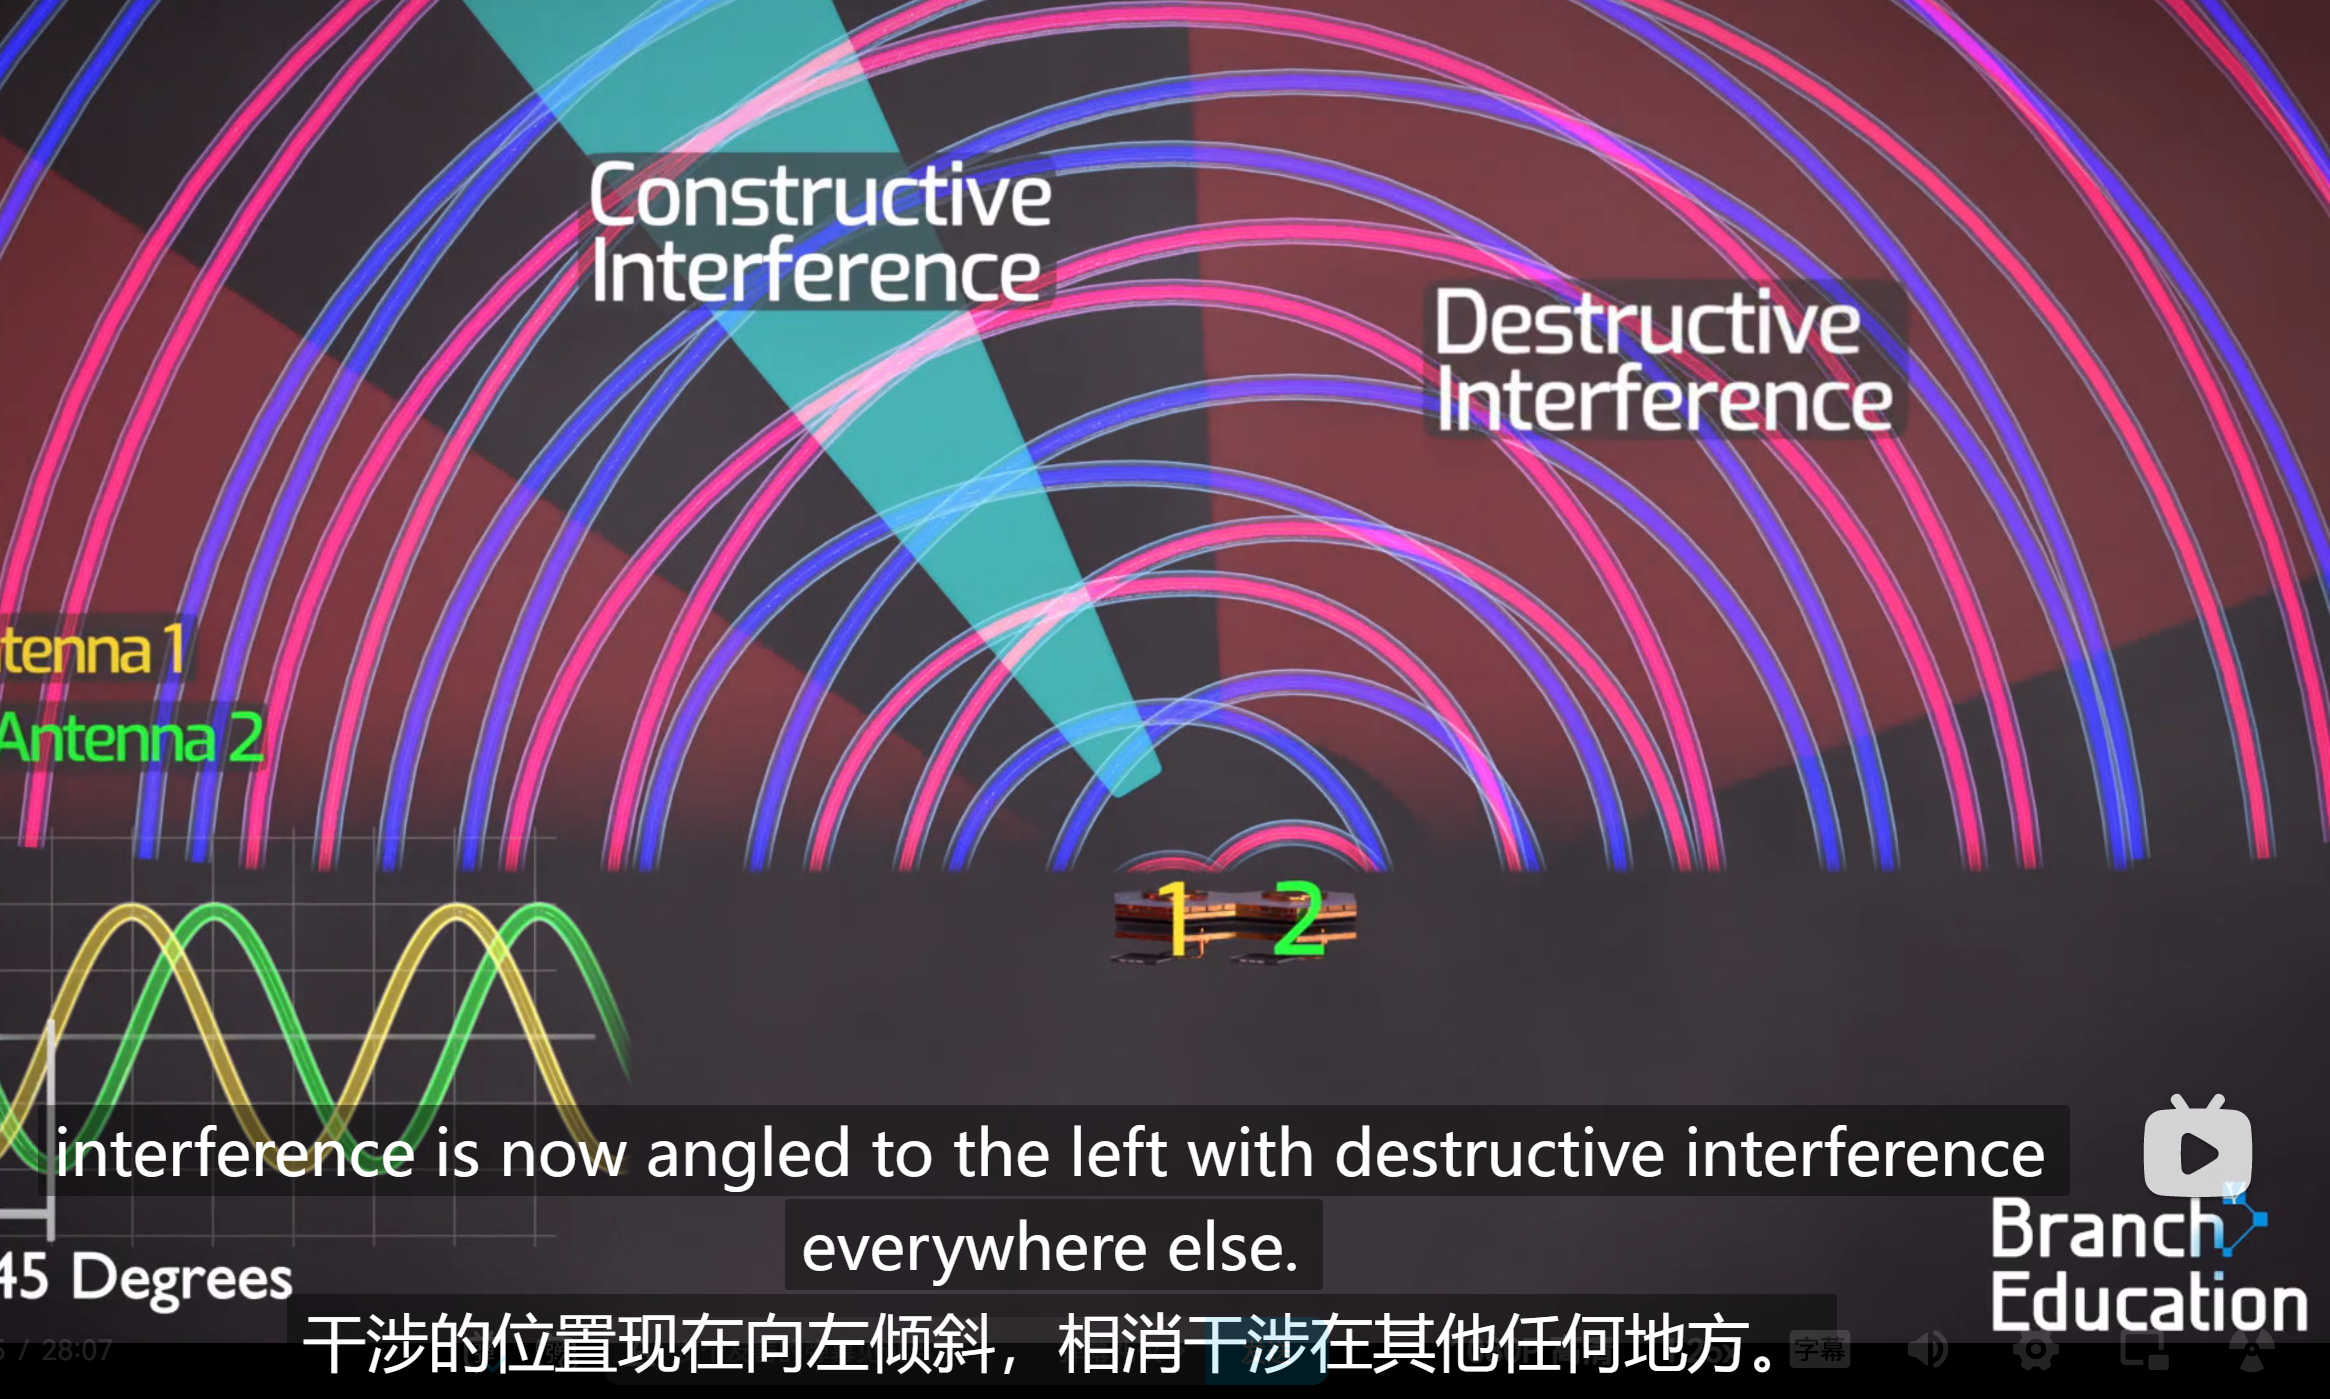 Constructive
Interference
Destructive
Interference
tenna 1
Antenna 2
1 2
45 Degrees
interference is now angled to the left with destructive interference
everywhere else.
干涉的位置现在向左倾斜，相消干涉在其他任何地方。
Branch
Education
/ 28:07
字幕